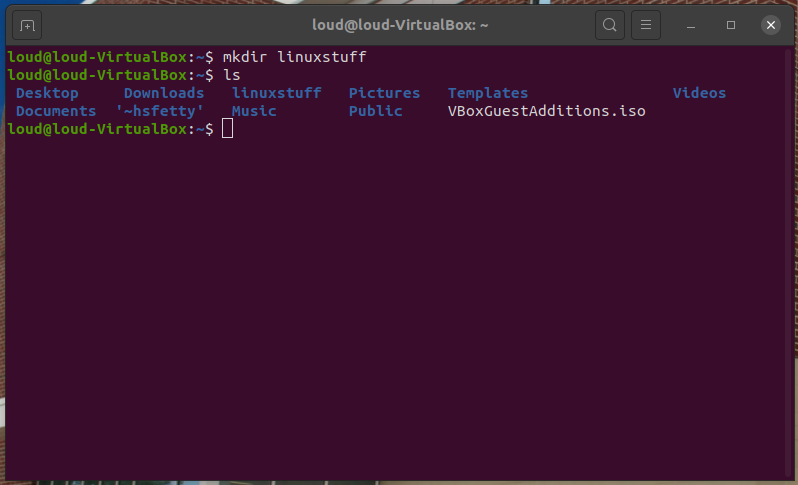 loud@loud-VirtualBox: ~
loud@loud-VirtualBox:~$ mkdir linuxstuff
loud@loud-VirtualBox:~$ ls
Desktop Downloads linuxstuff Pictures Templates Videos
Documents '~hsfetty' Music Public VBoxGuestAdditions.iso
loud@loud-VirtualBox:~$